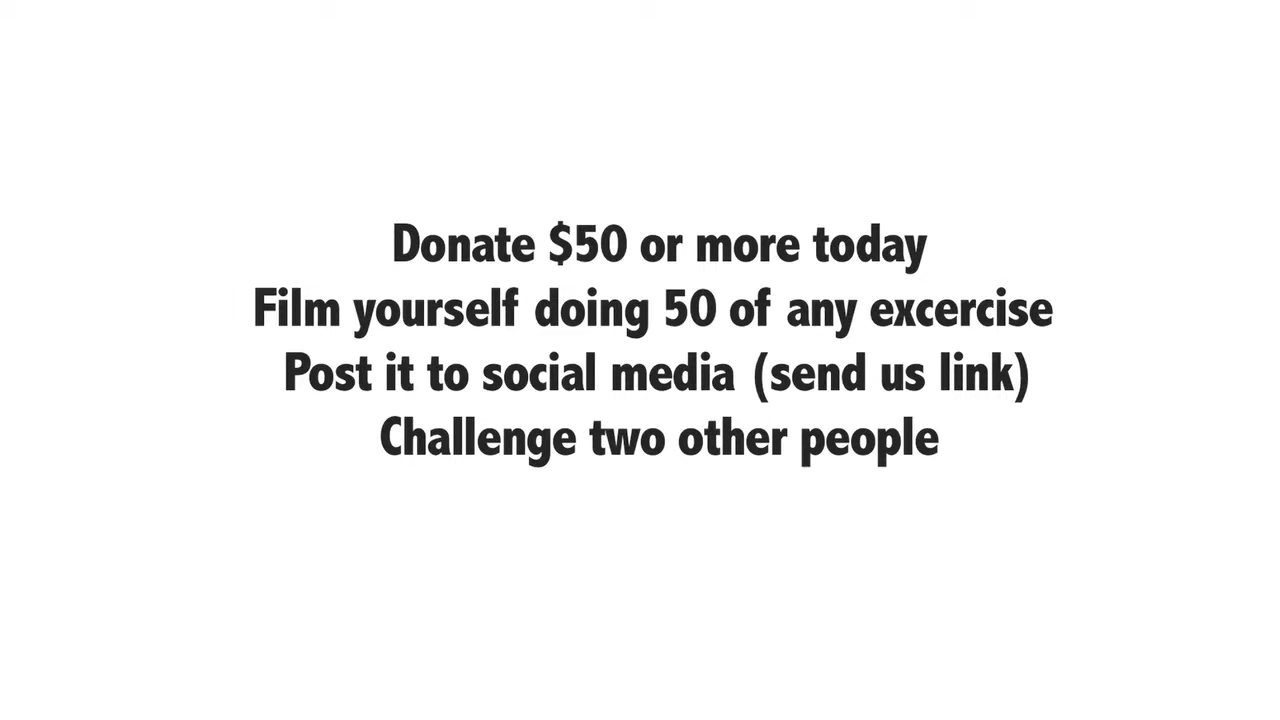 Donate $50 or more today
Film yourself doing 50 of any excercise
Post it to social media (send us link)
Challenge two other people